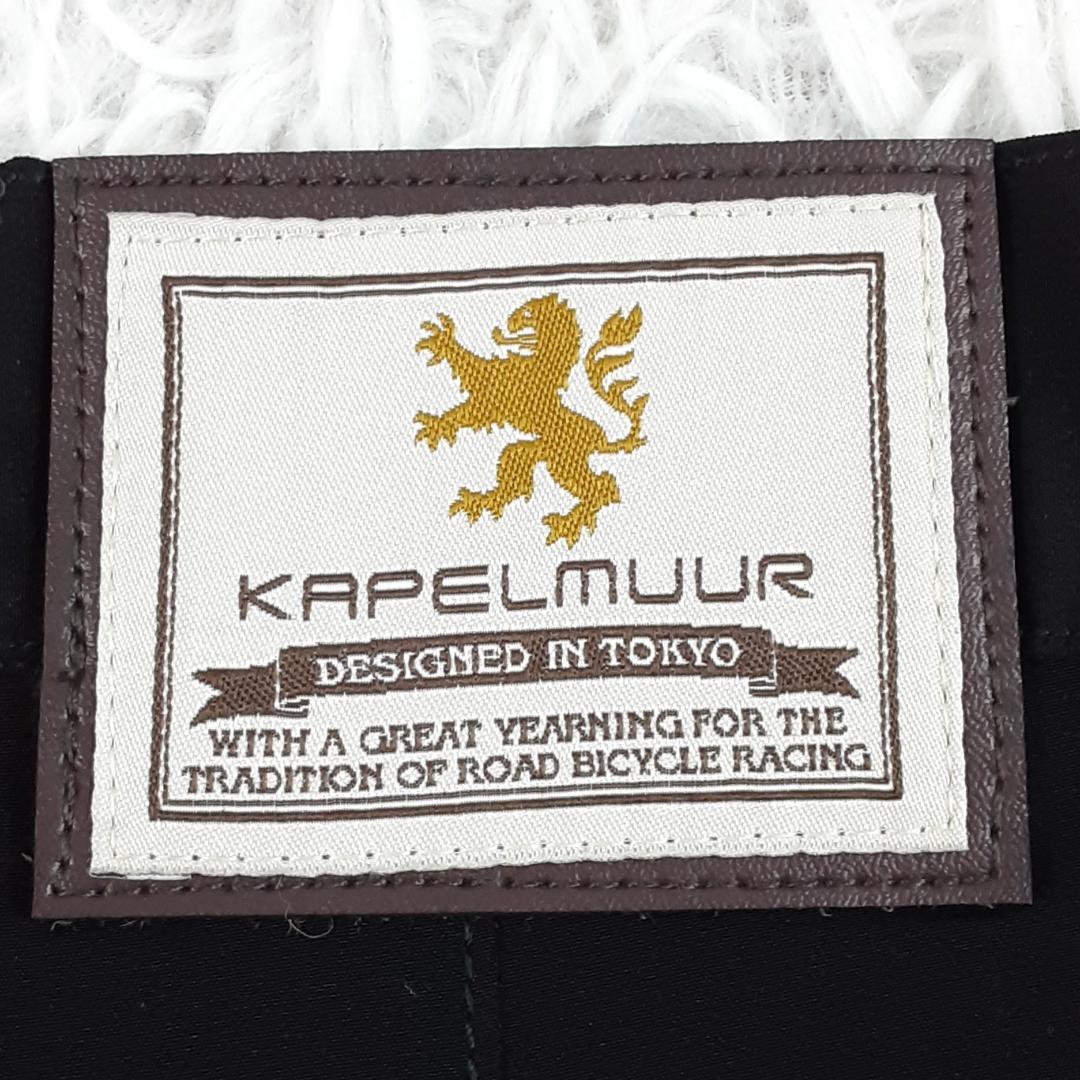 KAPELMUUR
DESIGNED IN TOKYO
WITH A GREAT YEARNING FOR THE
TRADITION OF ROAD BICYCLE RACING